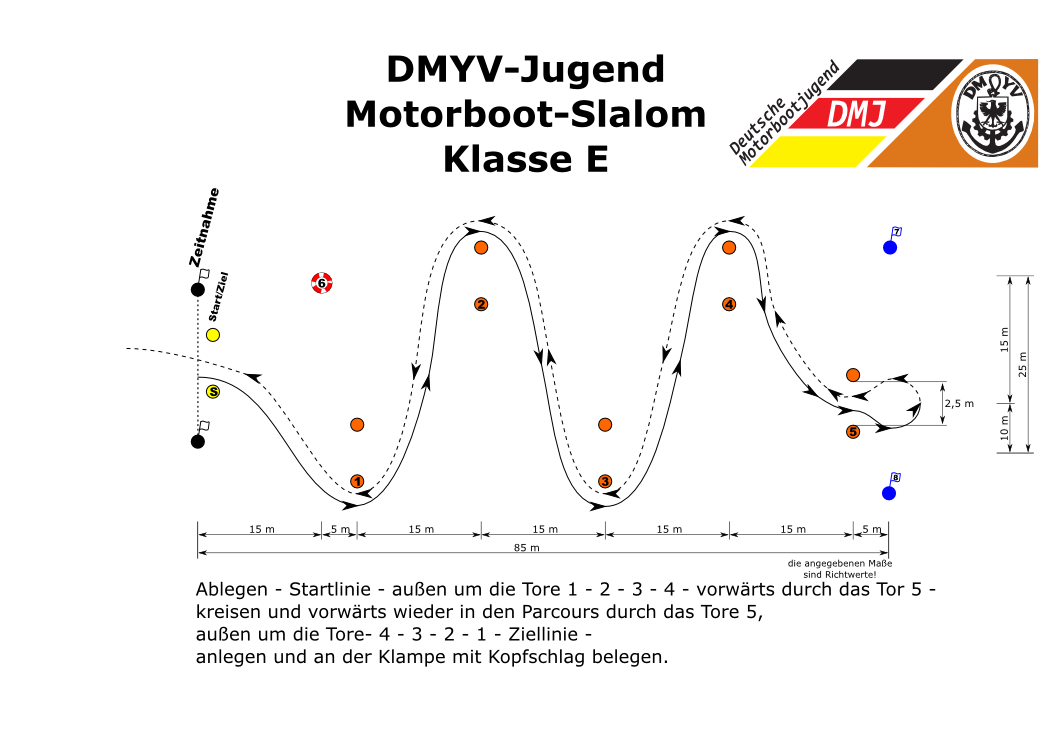 DMYV-Jugend
Motorboot-Slalom
Klasse E
Deutsche
Motorbootjugend
DMJ
DM YV
Zeitnahme
Start/Ziel
S
6
2
4
7
1
3
5
8
15 m
25 m
10 m
2,5 m
15 m
5 m
15 m
15 m
15 m
15 m
5 m
85 m
die angegebenen Maße
sind Richtwerte!
Ablegen - Startlinie - außen um die Tore 1 - 2 - 3 - 4 - vorwärts durch das Tor 5 -
kreisen und vorwärts wieder in den Parcours durch das Tore 5,
außen um die Tore- 4 - 3 - 2 - 1 - Ziellinie -
anlegen und an der Klampe mit Kopfschlag belegen.